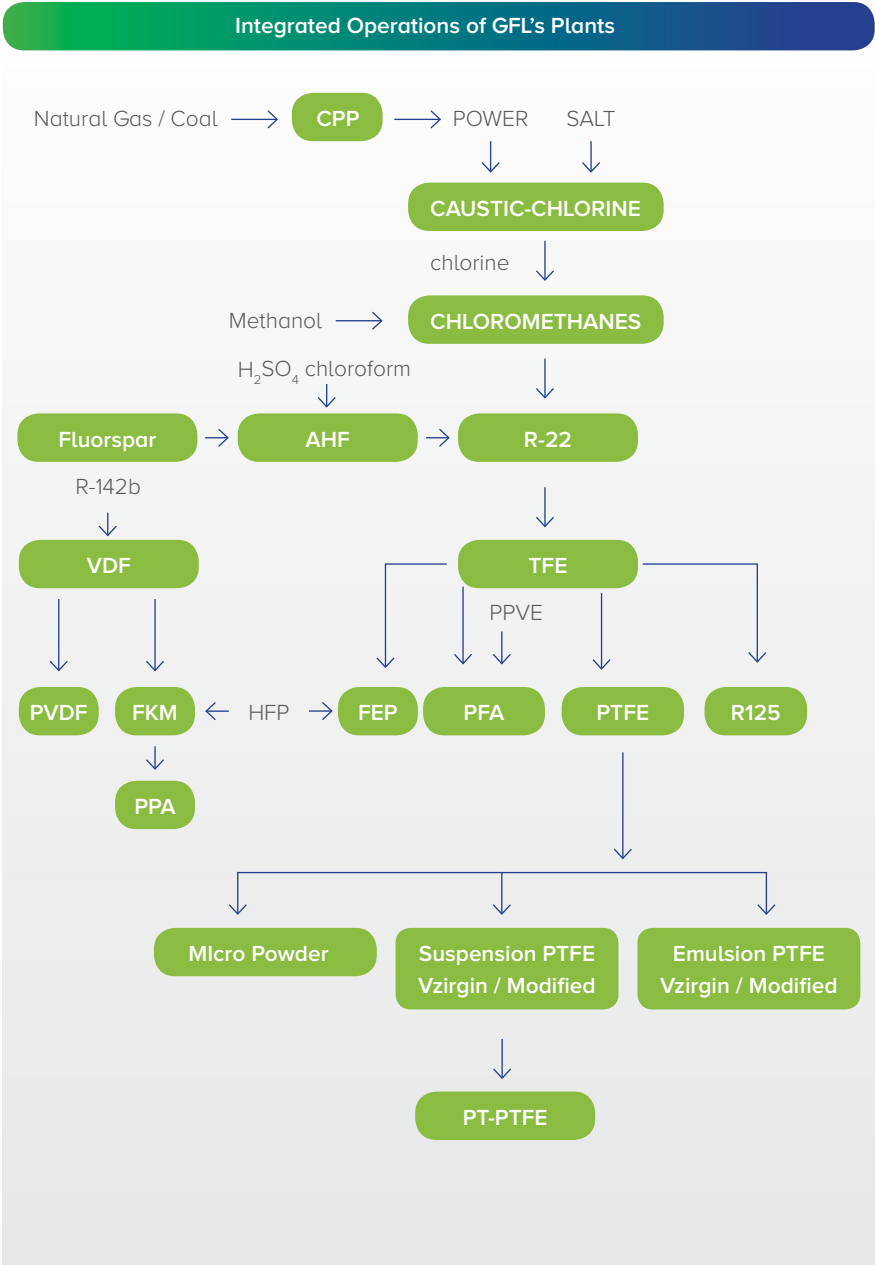 Integrated Operations of GFL's Plants
Natural Gas / Coal
CPP
POWER
SALT
CAUSTIC-CHLORINE
chlorine
Methanol
CHLOROMETHANES
H₂SO₄ chloroform
Fluorspar
AHF
R-22
R-142b
VDF
TFE
PPVE
PVDF
FKM
HFP
FEP
PFA
PTFE
R125
PPA
MIcro Powder
Suspension PTFE
Vzirgin / Modified
Emulsion PTFE
Vzirgin / Modified
PT-PTFE